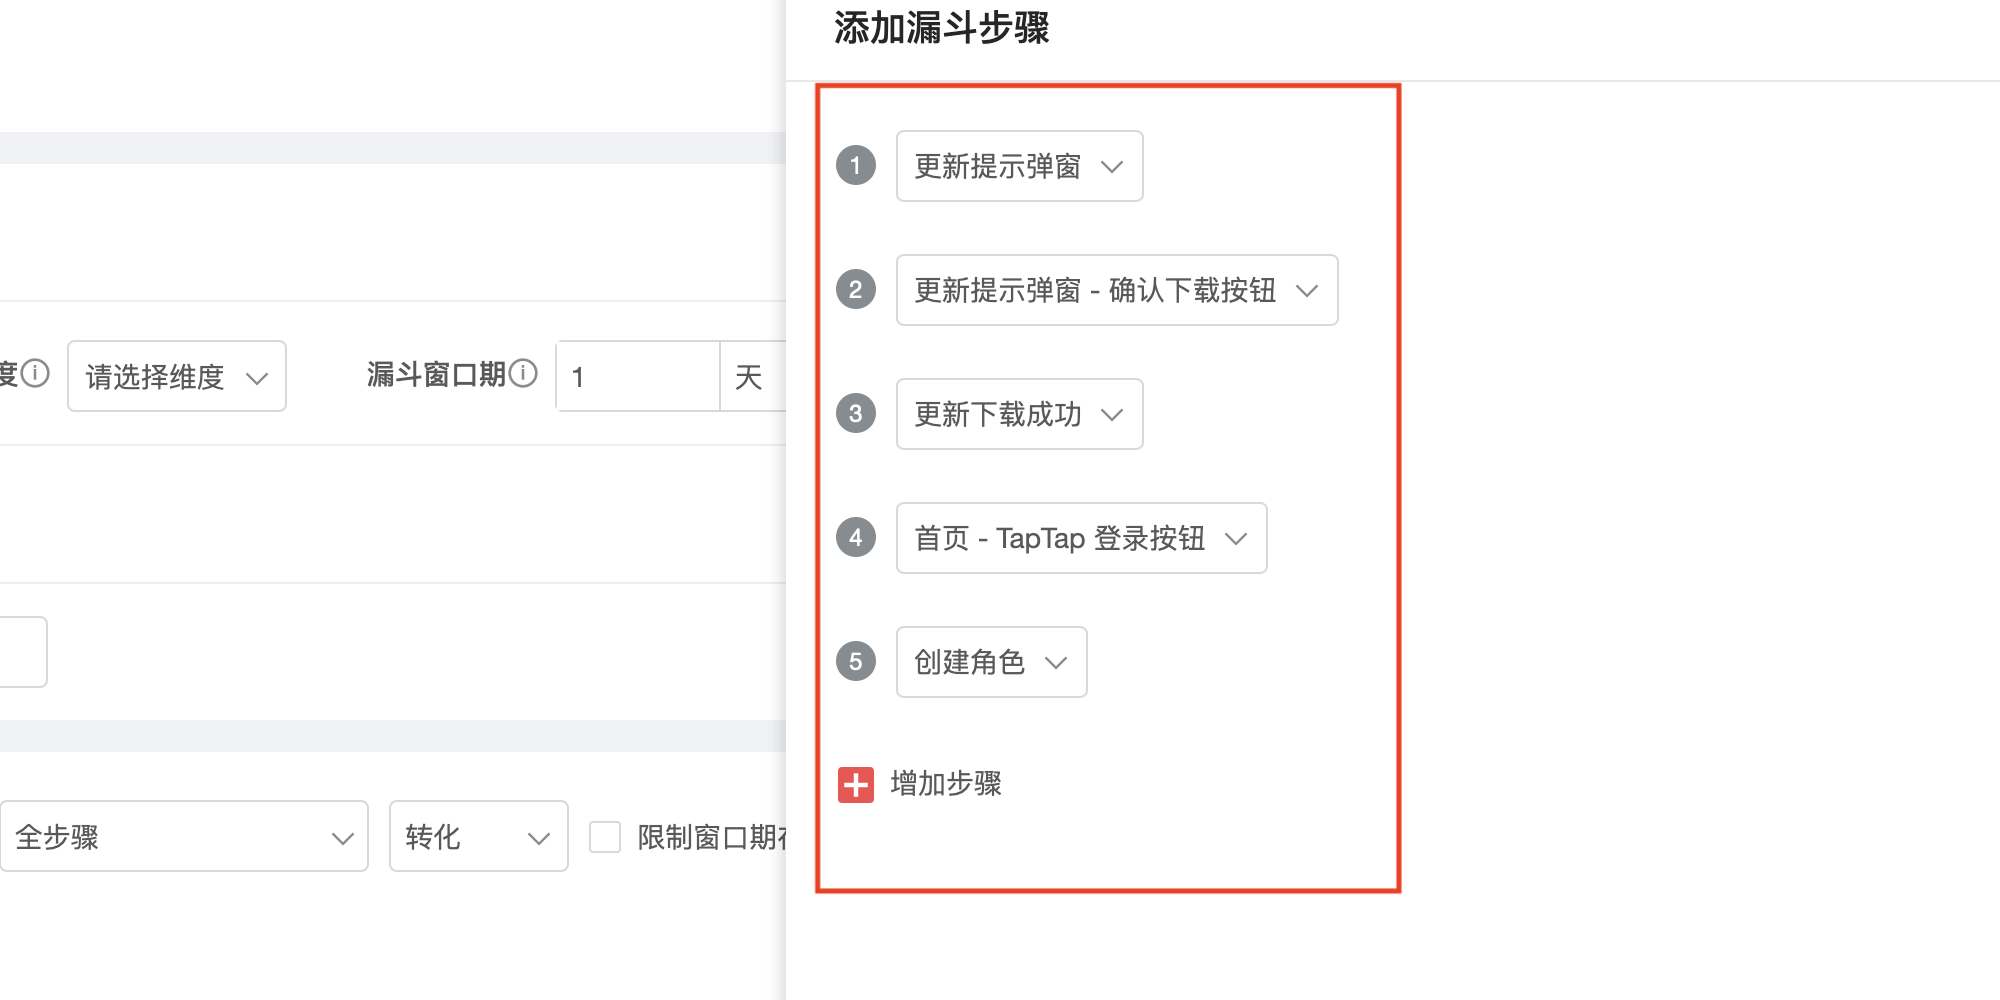 添加漏斗步骤
1 更新提示弹窗
2 更新提示弹窗 - 确认下载按钮
3 更新下载成功
4 首页 - TapTap 登录按钮
5 创建角色
增加步骤
度 请选择维度 漏斗窗口期 1 天
全步骤 转化 限制窗口期